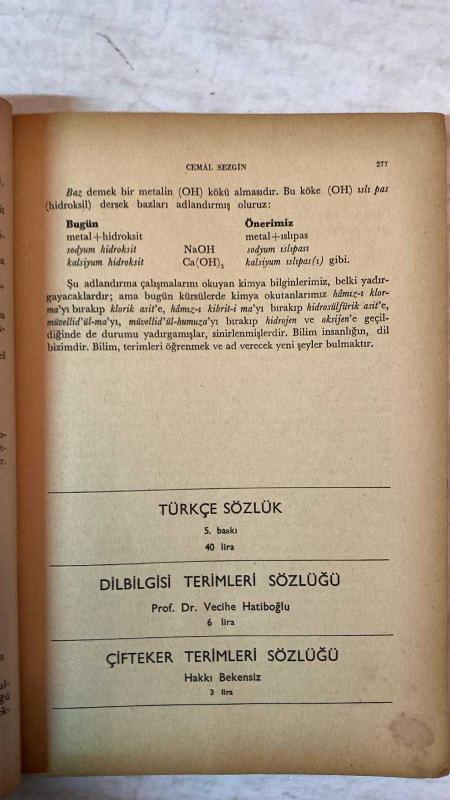 CEMAL SEZGİN 277
Baz demek bir metalin (OH) kökü almasıdır. Bu köke (OH) ıslı pas
(hidroksil) dersek bazları adlandırmış oluruz:
Bugün Önerimiz
metal+hidroksit metal+ıslıpas
sodyum hidroksit NaOH sodyum ıslıpası
kalsiyum hidroksit Ca(OH)₂ kalsiyum ıslıpas(ı) gibi.
Şu adlandırma çalışmalarını okuyan kimya bilginlerimiz, belki yadır-
gayacaklardır; ama bugün kürsülerde kimya okutanlarımız hâmız-ı klor-
ma'yı bırakıp klorik asit'e, hâmız-ı kibrit-i ma'yı bırakıp hidrosülfürik asit'e,
müvellid'ül-ma'yı, müvellid'ül-humuza'yı bırakıp hidrojen ve oksijen'e geçil-
diğinde de durumu yadırgamışlar, sinirlenmişlerdir. Bilim insanlığın, dil
bizimdir. Bilim, terimleri öğrenmek ve ad verecek yeni şeyler bulmaktır.
TÜRKÇE SÖZLÜK
5. baskı
40 lira
DİLBİLGİSİ TERİMLERİ SÖZLÜĞÜ
Prof. Dr. Vecihe Hatiboğlu
6 lira
ÇİFTEKER TERİMLERİ SÖZLÜĞÜ
Hakkı Bekensiz
3 lira